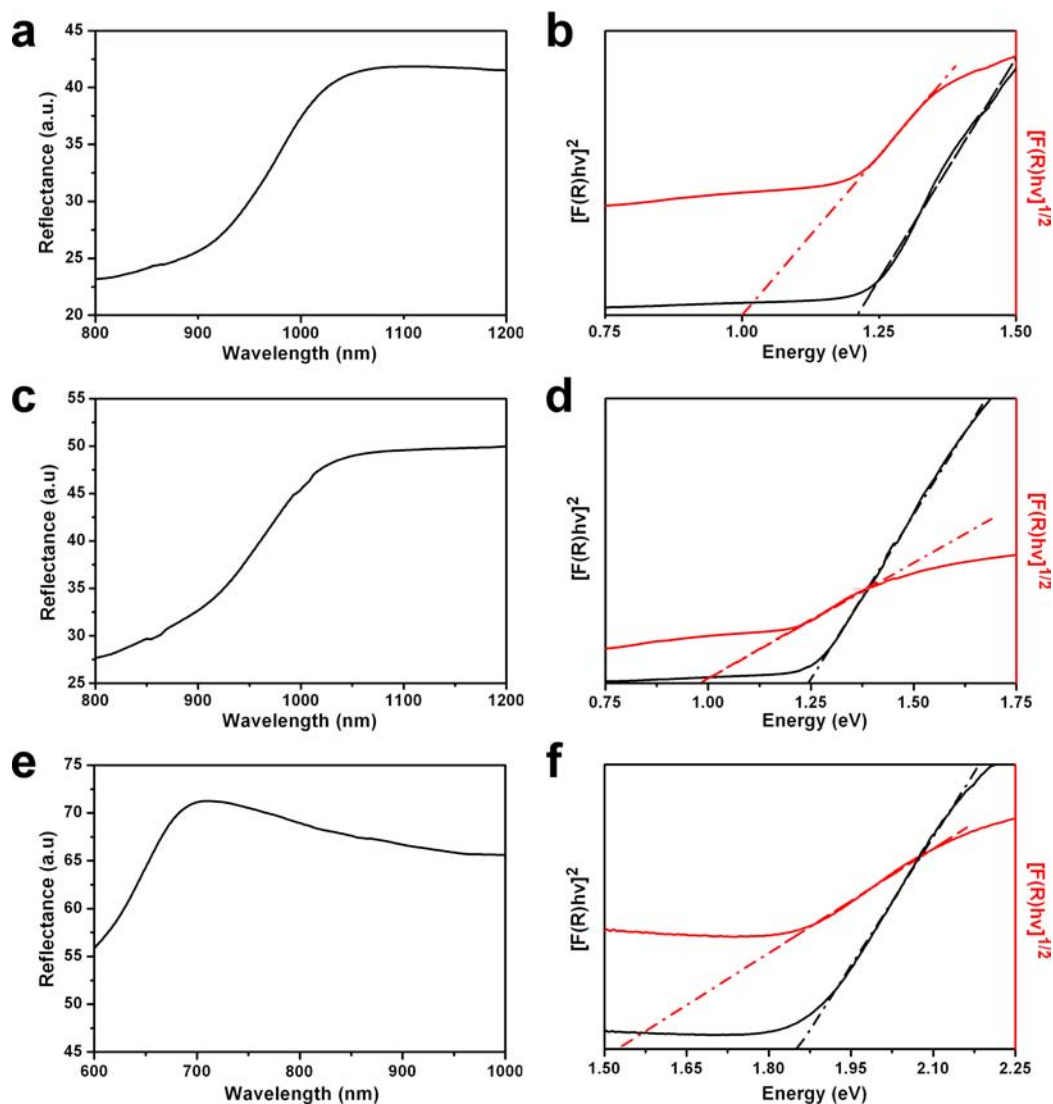 a
45
40
35
30
25
20
Reflectance (a.u.)
800 900 1000 1100 1200
Wavelength (nm)
b
[F(R)hv]²
[F(R)hv]^1/2
0.75 1.00 1.25 1.50
Energy (eV)
c
55
50
45
40
35
30
25
Reflectance (a.u)
800 900 1000 1100 1200
Wavelength (nm)
d
[F(R)hv]²
[F(R)hv]^1/2
0.75 1.00 1.25 1.50 1.75
Energy (eV)
e
75
70
65
60
55
50
45
Reflectance (a.u)
600 700 800 900 1000
Wavelength (nm)
f
[F(R)hv]²
[F(R)hv]^1/2
1.50 1.65 1.80 1.95 2.10 2.25
Energy (eV)